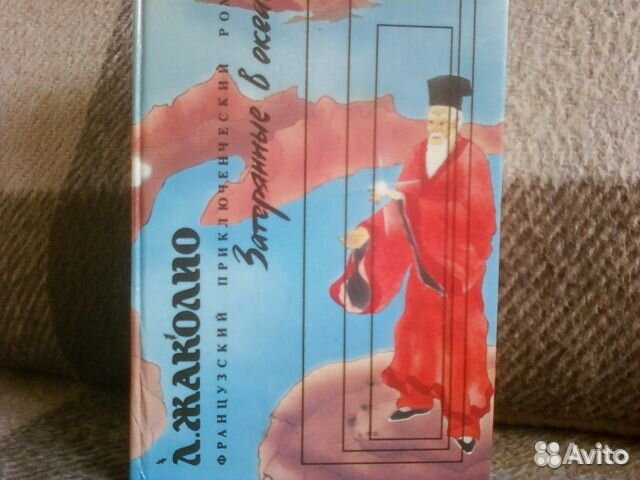 Л. ЖАКОЛИО
ФРАНЦУЗСКИЙ ПРИКЛЮЧЕНЧЕСКИЙ РО
Затерянные в океа
Avito